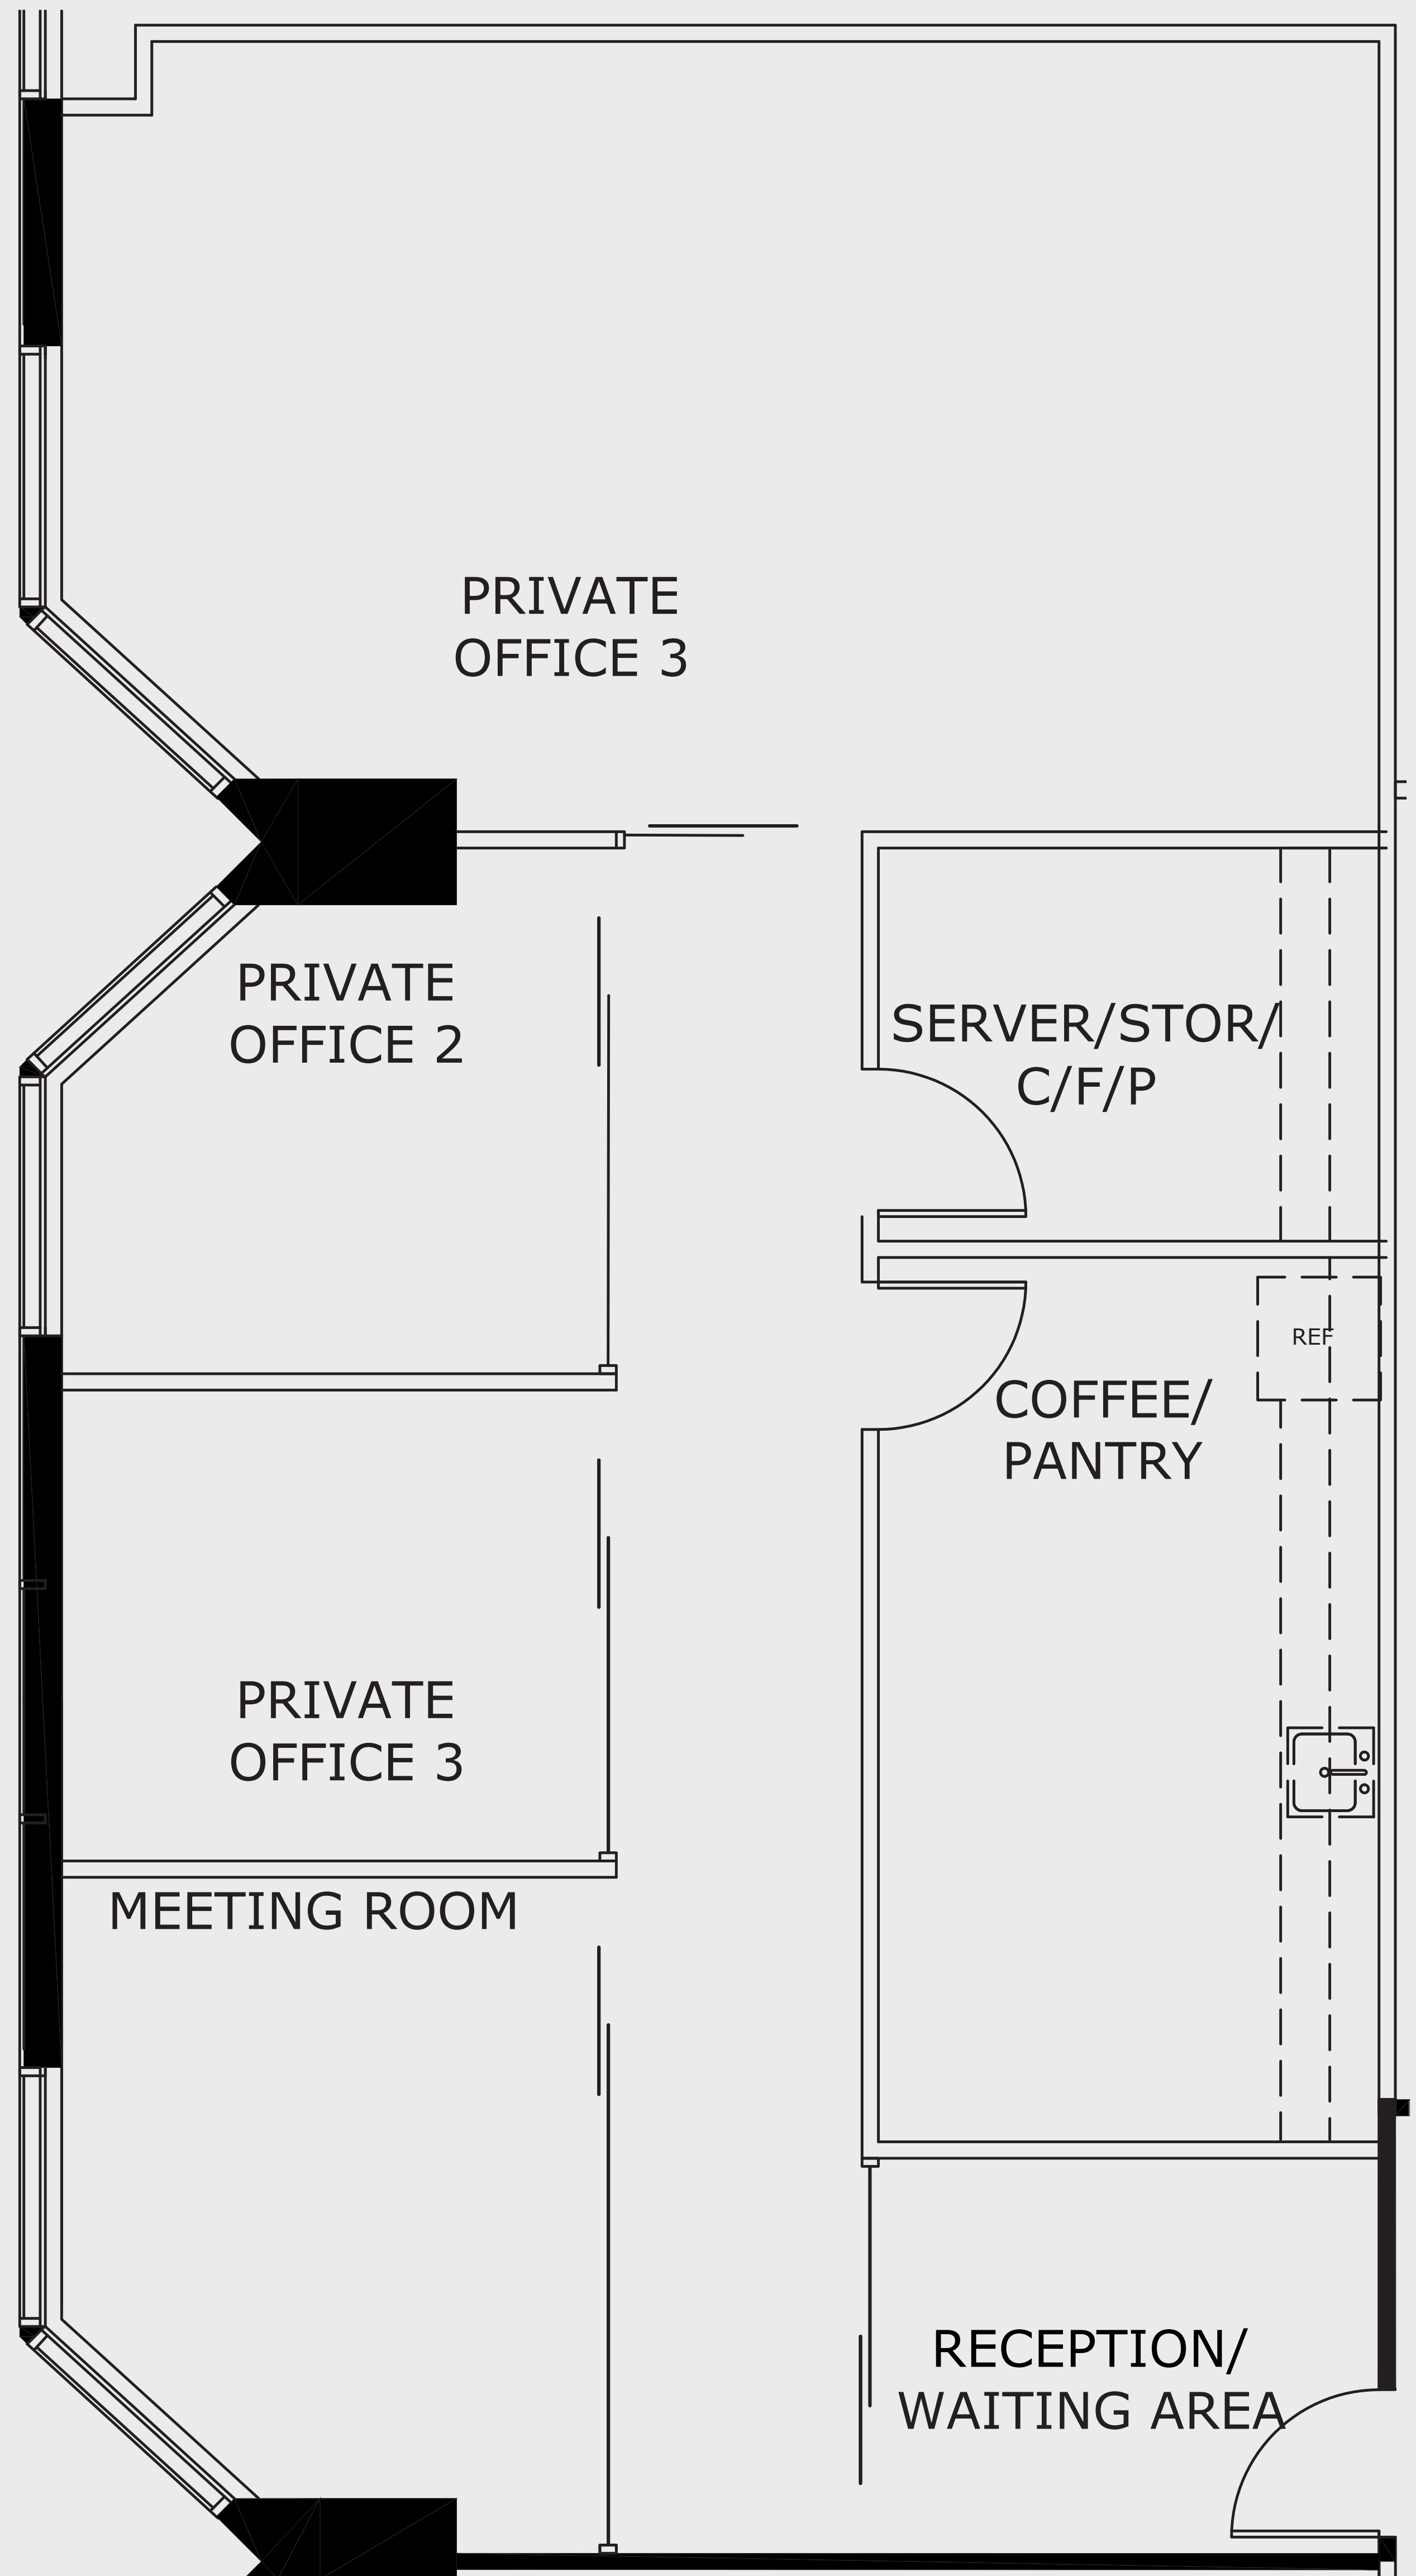 PRIVATE
OFFICE 3
PRIVATE
OFFICE 2
SERVER/STOR/
C/F/P
REF
COFFEE/
PANTRY
PRIVATE
OFFICE 3
MEETING ROOM
RECEPTION/
WAITING AREA